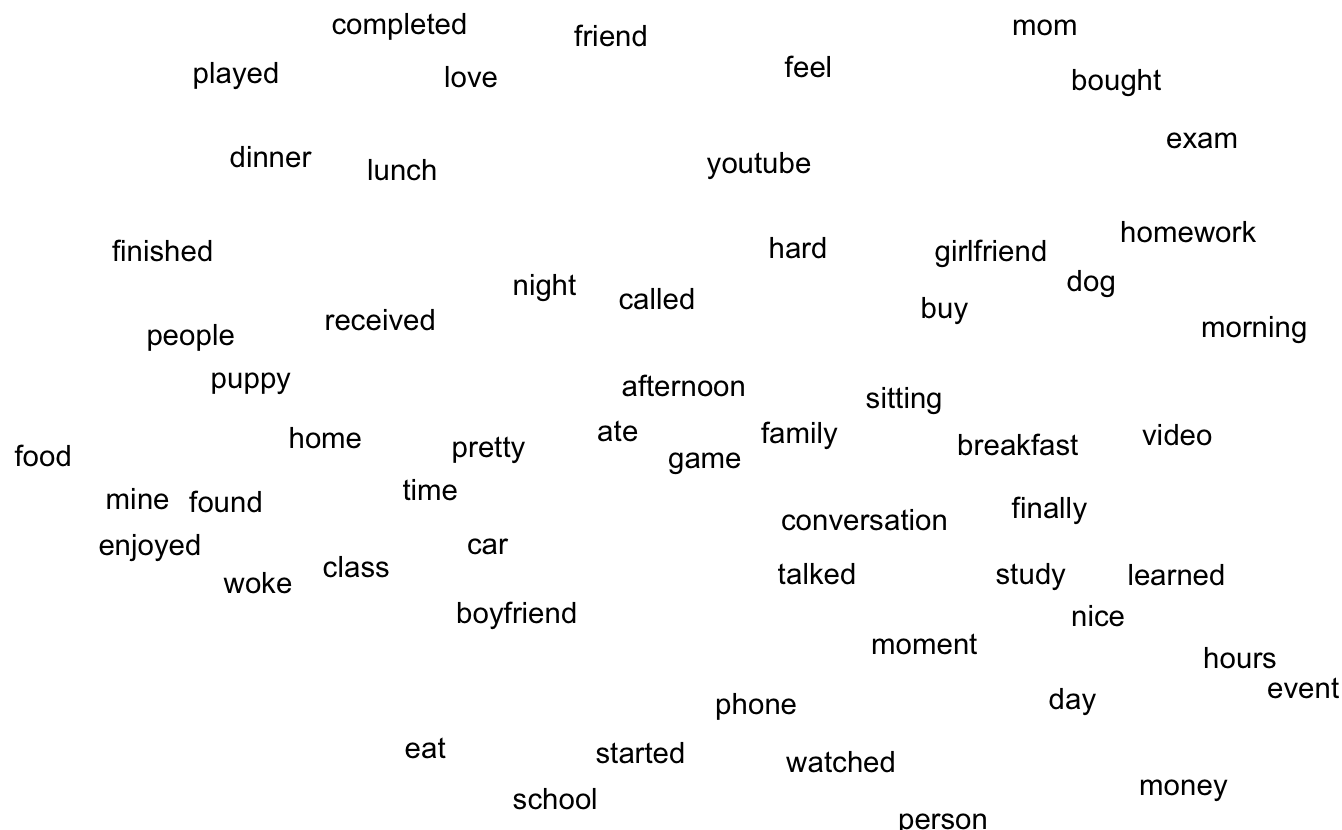 completed
mom
friend
feel
played
love
bought
exam
dinner
youtube
lunch
homework
hard
finished
girlfriend
dog
night
called
buy
received
morning
people
puppy
afternoon
sitting
ate
family
video
home
breakfast
pretty
food
game
time
mine
found
finally
conversation
car
enjoyed
class
talked
study
learned
woke
boyfriend
nice
moment
hours
event
day
phone
eat
started
watched
money
school
person